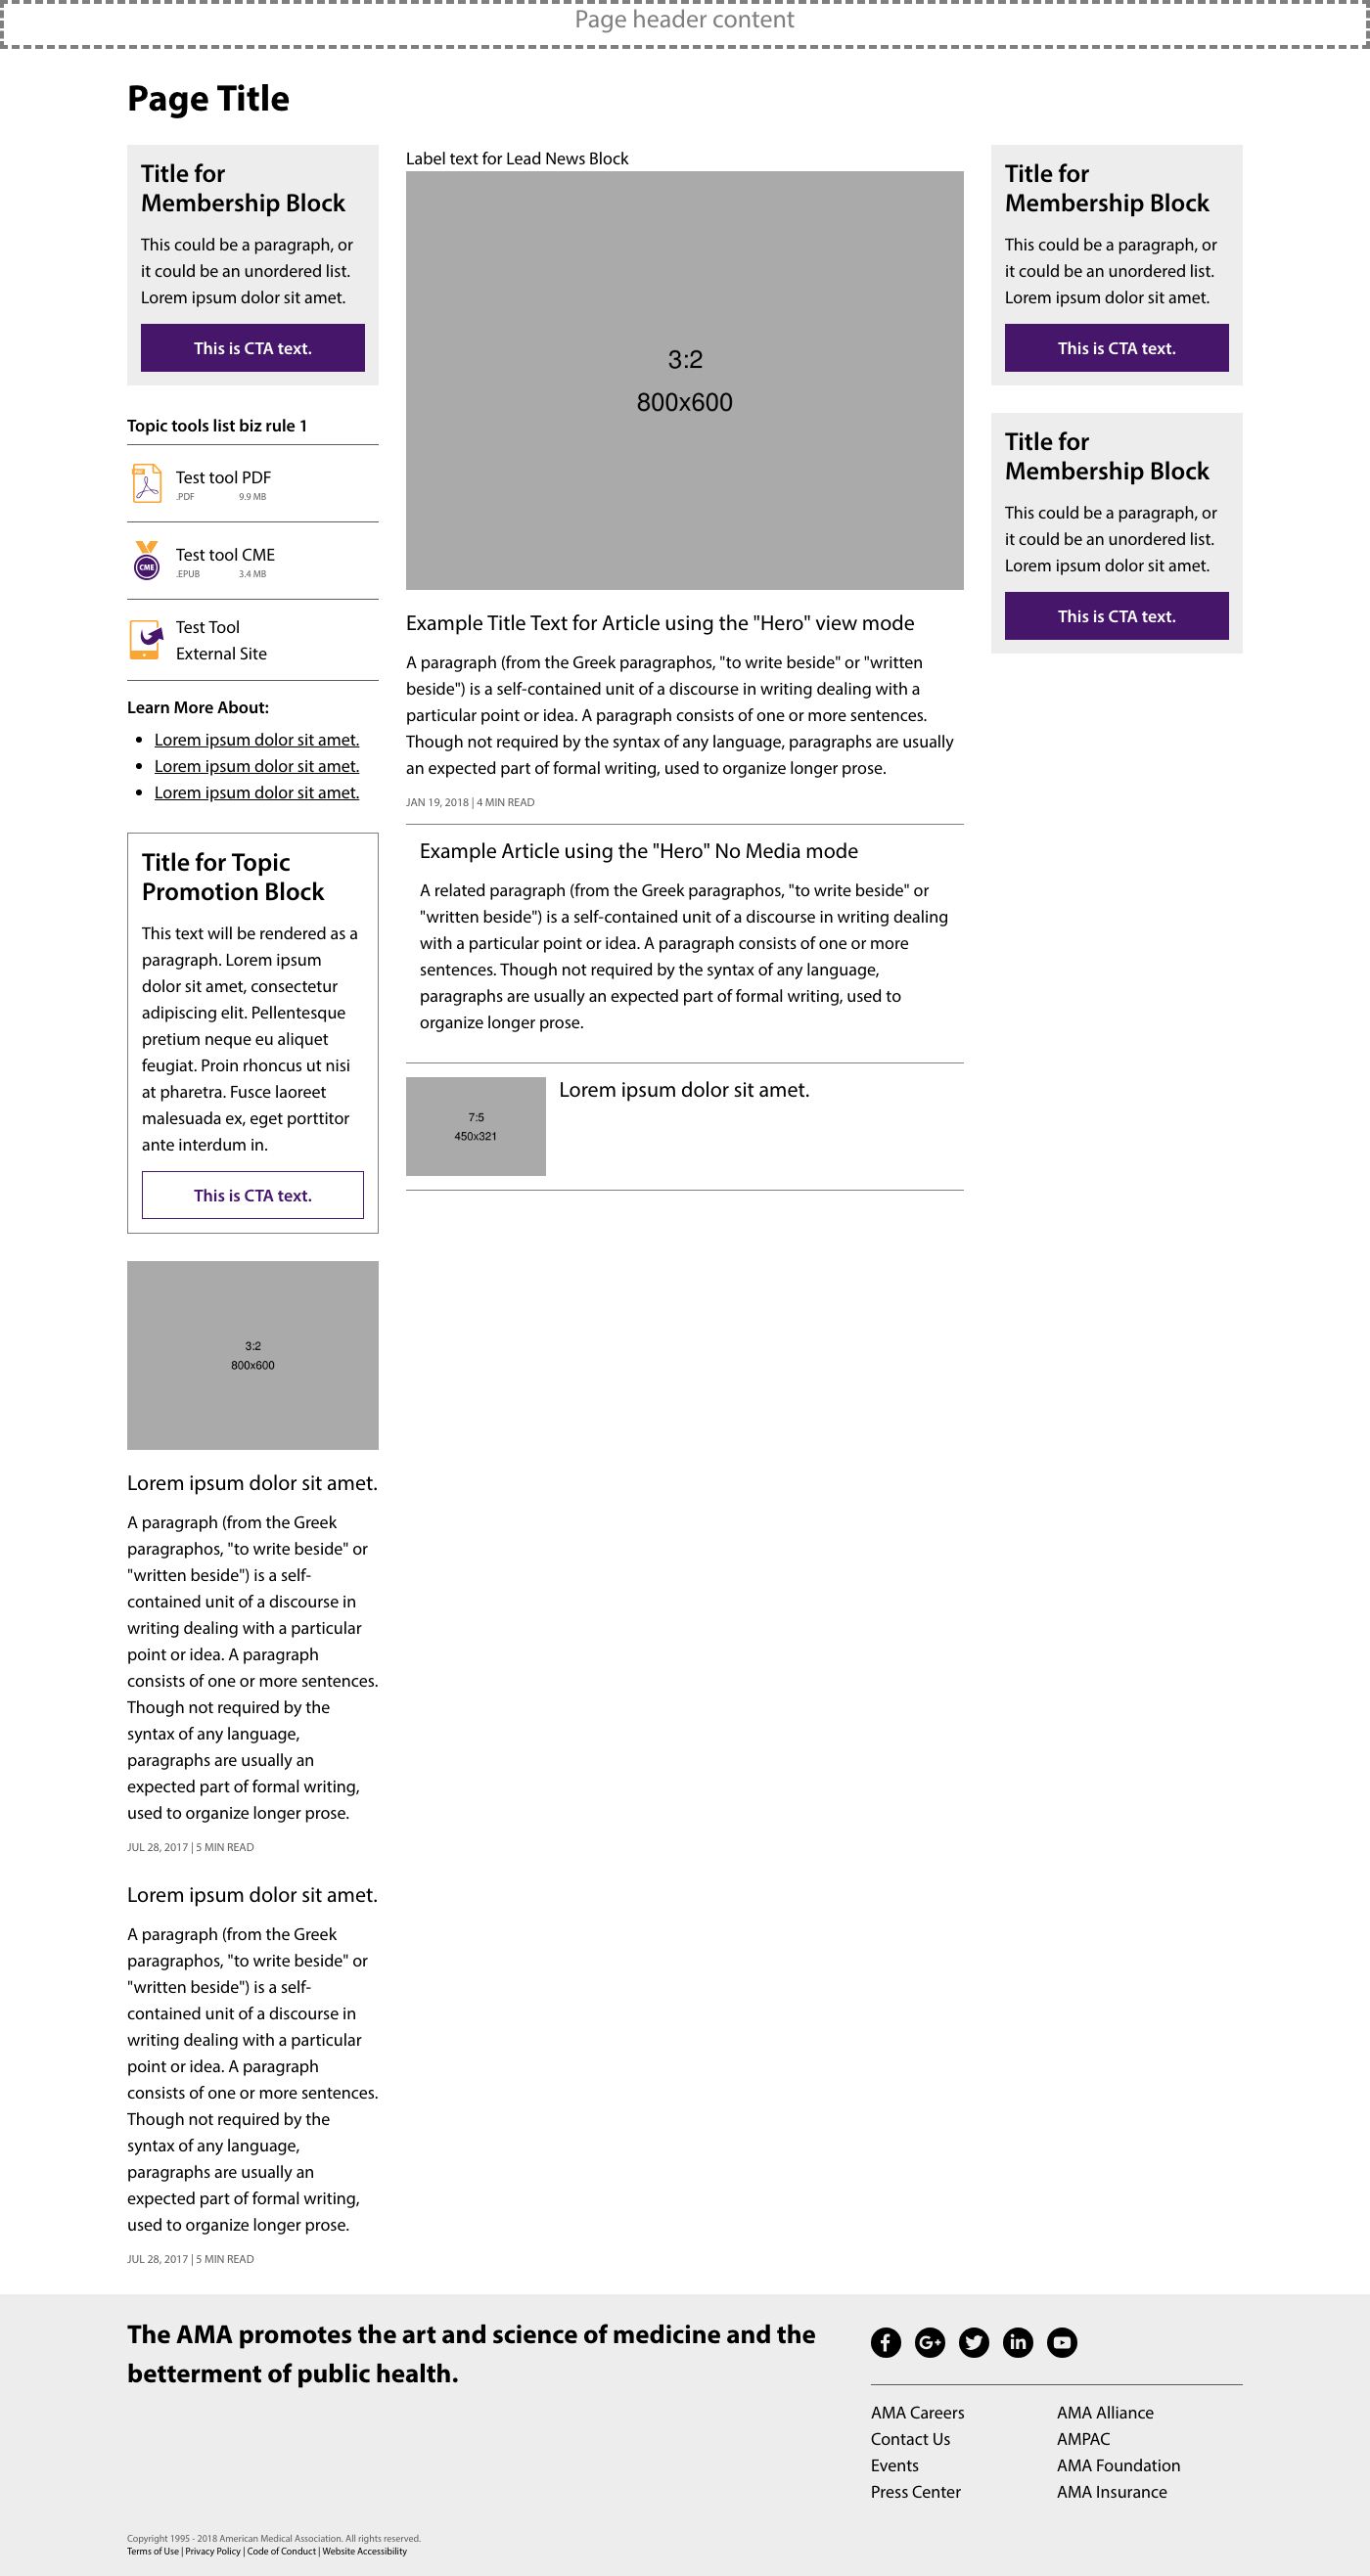 Page header content
Page Title
Title for
Membership Block
This could be a paragraph, or
it could be an unordered list.
Lorem ipsum dolor sit amet.
This is CTA text.
Topic tools list biz rule 1
Test tool PDF
.PDF 9.9 MB
CME
Test tool CME
.EPUB 3.4 MB
Test Tool
External Site
Learn More About:
Lorem ipsum dolor sit amet.
Lorem ipsum dolor sit amet.
Lorem ipsum dolor sit amet.
Title for Topic
Promotion Block
This text will be rendered as a
paragraph. Lorem ipsum
dolor sit amet, consectetur
adipiscing elit. Pellentesque
pretium neque eu aliquet
feugiat. Proin rhoncus ut nisi
at pharetra. Fusce laoreet
malesuada ex, eget porttitor
ante interdum in.
This is CTA text.
3:2
800x600
Lorem ipsum dolor sit amet.
A paragraph (from the Greek
paragraphos, "to write beside" or
"written beside") is a self-
contained unit of a discourse in
writing dealing with a particular
point or idea. A paragraph
consists of one or more sentences.
Though not required by the
syntax of any language,
paragraphs are usually an
expected part of formal writing,
used to organize longer prose.
JUL 28, 2017 | 5 MIN READ
Lorem ipsum dolor sit amet.
A paragraph (from the Greek
paragraphos, "to write beside" or
"written beside") is a self-
contained unit of a discourse in
writing dealing with a particular
point or idea. A paragraph
consists of one or more sentences.
Though not required by the
syntax of any language,
paragraphs are usually an
expected part of formal writing,
used to organize longer prose.
JUL 28, 2017 | 5 MIN READ
Label text for Lead News Block
3:2
800x600
Example Title Text for Article using the "Hero" view mode
A paragraph (from the Greek paragraphos, "to write beside" or "written
beside") is a self-contained unit of a discourse in writing dealing with a
particular point or idea. A paragraph consists of one or more sentences.
Though not required by the syntax of any language, paragraphs are usually
an expected part of formal writing, used to organize longer prose.
JAN 19, 2018 | 4 MIN READ
Example Article using the "Hero" No Media mode
A related paragraph (from the Greek paragraphos, "to write beside" or
"written beside") is a self-contained unit of a discourse in writing dealing
with a particular point or idea. A paragraph consists of one or more
sentences. Though not required by the syntax of any language,
paragraphs are usually an expected part of formal writing, used to
organize longer prose.
7:5
450x321
Lorem ipsum dolor sit amet.
Title for
Membership Block
This could be a paragraph, or
it could be an unordered list.
Lorem ipsum dolor sit amet.
This is CTA text.
Title for
Membership Block
This could be a paragraph, or
it could be an unordered list.
Lorem ipsum dolor sit amet.
This is CTA text.
The AMA promotes the art and science of medicine and the
betterment of public health.
AMA Careers
Contact Us
Events
Press Center
AMA Alliance
AMPAC
AMA Foundation
AMA Insurance
Copyright 1995 - 2018 American Medical Association. All rights reserved.
Terms of Use | Privacy Policy | Code of Conduct | Website Accessibility